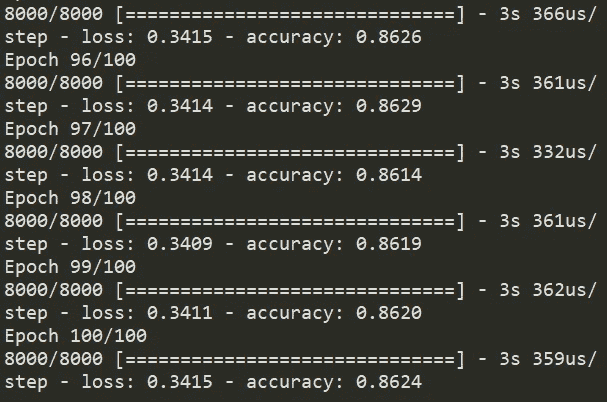 8000/8000 [==============================] - 3s 366us/
step - loss: 0.3415 - accuracy: 0.8626
Epoch 96/100
8000/8000 [==============================] - 3s 361us/
step - loss: 0.3414 - accuracy: 0.8629
Epoch 97/100
8000/8000 [==============================] - 3s 332us/
step - loss: 0.3414 - accuracy: 0.8614
Epoch 98/100
8000/8000 [==============================] - 3s 361us/
step - loss: 0.3409 - accuracy: 0.8619
Epoch 99/100
8000/8000 [==============================] - 3s 362us/
step - loss: 0.3411 - accuracy: 0.8620
Epoch 100/100
8000/8000 [==============================] - 3s 359us/
step - loss: 0.3415 - accuracy: 0.8624